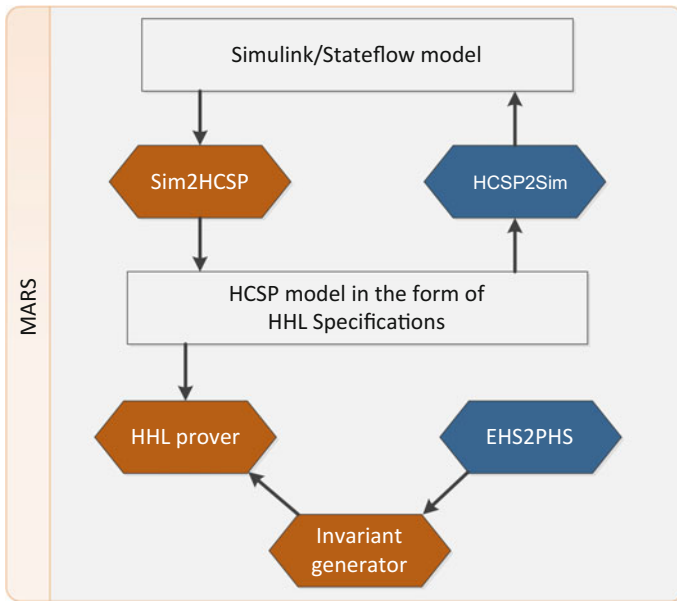 MARS
Simulink/Stateflow model
Sim2HCSP
HCSP2Sim
HCSP model in the form of
HHL Specifications
HHL prover
EHS2PHS
Invariant
generator